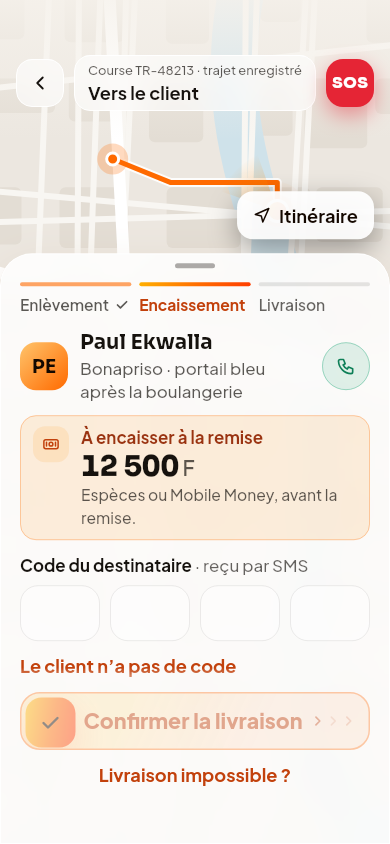 Course TR-48213 · trajet enregistré
Vers le client
SOS
Itinéraire
Enlèvement
Encaissement
Livraison
PE
Paul Ekwalla
Bonapriso · portail bleu
après la boulangerie
À encaisser à la remise
12 500 F
Espèces ou Mobile Money, avant la
remise.
Code du destinataire · reçu par SMS
Le client n’a pas de code
Confirmer la livraison
Livraison impossible ?